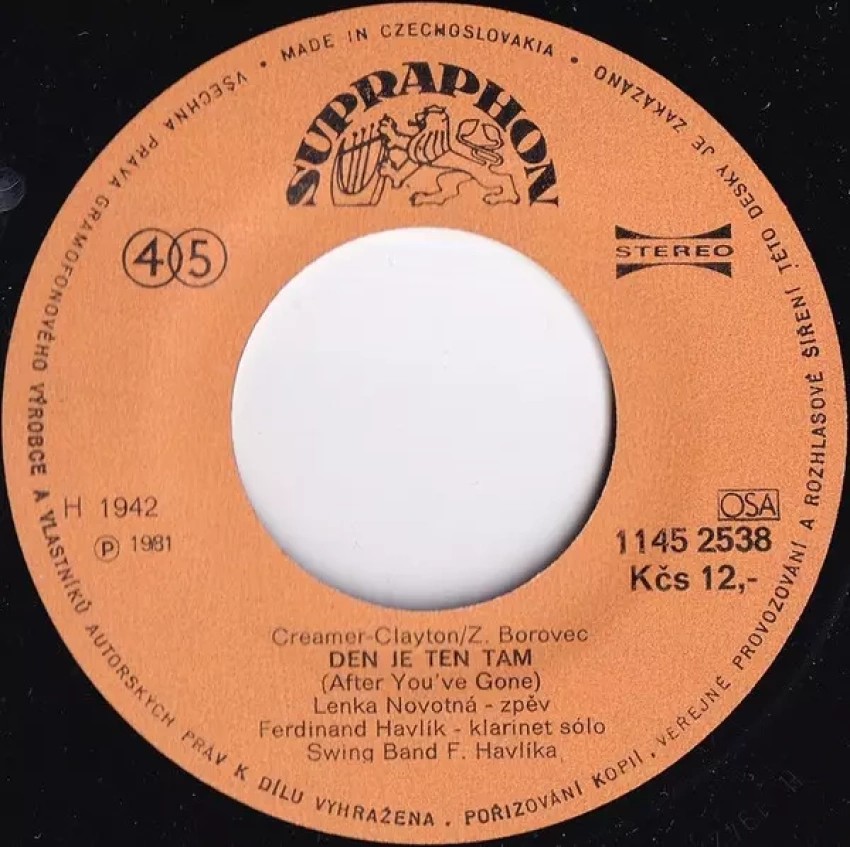 • MADE IN CZECHOSLOVAKIA •
SUPRAPHON
45
STEREO
H 1942
Ⓟ 1981
OSA
1145 2538
Kčs 12,-
Creamer-Clayton/Z. Borovec
DEN JE TEN TAM
(After You've Gone)
Lenka Novotná - zpěv
Ferdinand Havlík - klarinet sólo
Swing Band F. Havlíka
VŠECHNA PRÁVA GRAMOFONOVÉHO VÝROBCE A VLASTNÍKŮ AUTORSKÝCH PRÁV K DÍLU VYHRAŽENA . POŘIZOVÁNÍ KOPIÍ , VEŘEJNÉ PROVOZOVÁNÍ A ROZHLASOVÉ ŠÍŘENÍ TÉTO DESKY JE ZAKÁZÁNO